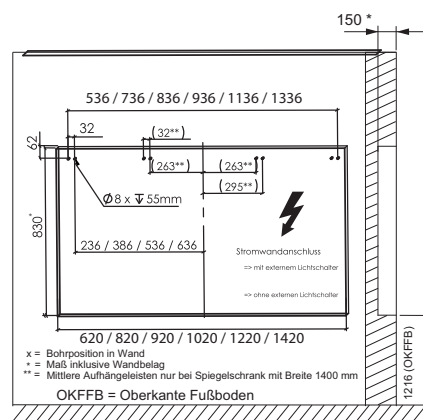 150 *
536 / 736 / 836 / 936 / 1136 / 1336
32
(32**)
62
(263**) (263**)
(295**)
Ø 8 x ↧ 55mm
830*
236 / 386 / 536 / 636
Stromwandanschluss
=> mit externem Lichtschalter
=> ohne externen Lichtschalter
620 / 820 / 920 / 1020 / 1220 / 1420
1216 (OKFFB)
x = Bohrposition in Wand
* = Maß inklusive Wandbelag
** = Mittlere Aufhängeleisten nur bei Spiegelschrank mit Breite 1400 mm
OKFFB = Oberkante Fußboden